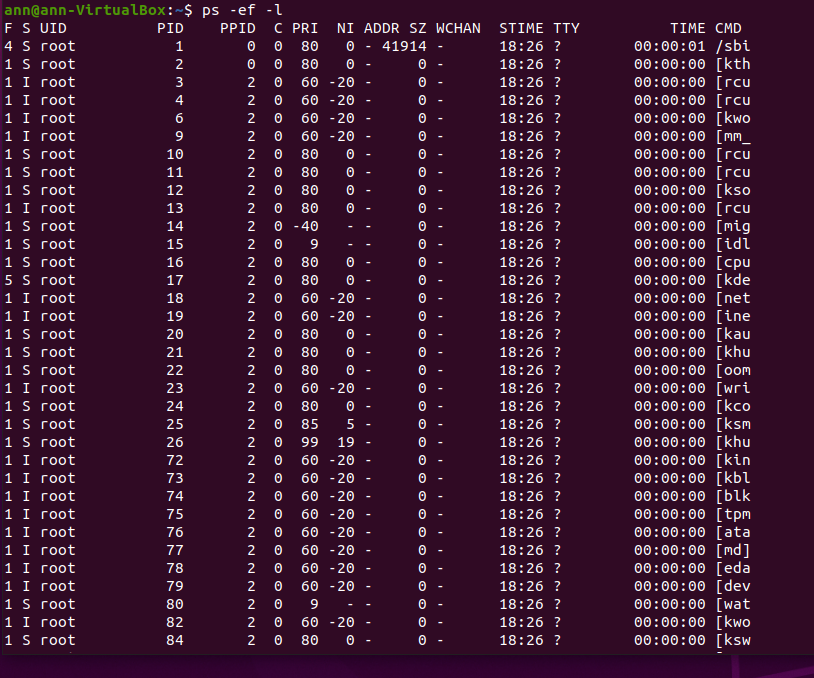 ann@ann-VirtualBox:~$ ps -ef -l
F S UID          PID    PPID  C PRI  NI ADDR SZ WCHAN  STIME TTY          TIME CMD
4 S root           1       0  0  80   0 - 41914 -      18:26 ?        00:00:01 /sbi
1 S root           2       0  0  80   0 -     0 -      18:26 ?        00:00:00 [kth
1 I root           3       2  0  60 -20 -     0 -      18:26 ?        00:00:00 [rcu
1 I root           4       2  0  60 -20 -     0 -      18:26 ?        00:00:00 [rcu
1 I root           6       2  0  60 -20 -     0 -      18:26 ?        00:00:00 [kwo
1 I root           9       2  0  60 -20 -     0 -      18:26 ?        00:00:00 [mm_
1 S root          10       2  0  80   0 -     0 -      18:26 ?        00:00:00 [rcu
1 S root          11       2  0  80   0 -     0 -      18:26 ?        00:00:00 [rcu
1 S root          12       2  0  80   0 -     0 -      18:26 ?        00:00:00 [kso
1 I root          13       2  0  80   0 -     0 -      18:26 ?        00:00:00 [rcu
1 S root          14       2  0 -40   - -     0 -      18:26 ?        00:00:00 [mig
1 S root          15       2  0   9   - -     0 -      18:26 ?        00:00:00 [idl
1 S root          16       2  0  80   0 -     0 -      18:26 ?        00:00:00 [cpu
5 S root          17       2  0  80   0 -     0 -      18:26 ?        00:00:00 [kde
1 I root          18       2  0  60 -20 -     0 -      18:26 ?        00:00:00 [net
1 I root          19       2  0  60 -20 -     0 -      18:26 ?        00:00:00 [ine
1 S root          20       2  0  80   0 -     0 -      18:26 ?        00:00:00 [kau
1 S root          21       2  0  80   0 -     0 -      18:26 ?        00:00:00 [khu
1 S root          22       2  0  80   0 -     0 -      18:26 ?        00:00:00 [oom
1 I root          23       2  0  60 -20 -     0 -      18:26 ?        00:00:00 [wri
1 S root          24       2  0  80   0 -     0 -      18:26 ?        00:00:00 [kco
1 S root          25       2  0  85   5 -     0 -      18:26 ?        00:00:00 [ksm
1 S root          26       2  0  99  19 -     0 -      18:26 ?        00:00:00 [khu
1 I root          72       2  0  60 -20 -     0 -      18:26 ?        00:00:00 [kin
1 I root          73       2  0  60 -20 -     0 -      18:26 ?        00:00:00 [kbl
1 I root          74       2  0  60 -20 -     0 -      18:26 ?        00:00:00 [blk
1 I root          75       2  0  60 -20 -     0 -      18:26 ?        00:00:00 [tpm
1 I root          76       2  0  60 -20 -     0 -      18:26 ?        00:00:00 [ata
1 I root          77       2  0  60 -20 -     0 -      18:26 ?        00:00:00 [md]
1 I root          78       2  0  60 -20 -     0 -      18:26 ?        00:00:00 [eda
1 I root          79       2  0  60 -20 -     0 -      18:26 ?        00:00:00 [dev
1 S root          80       2  0   9   - -     0 -      18:26 ?        00:00:00 [wat
1 I root          82       2  0  60 -20 -     0 -      18:26 ?        00:00:00 [kwo
1 S root          84       2  0  80   0 -     0 -      18:26 ?        00:00:00 [ksw